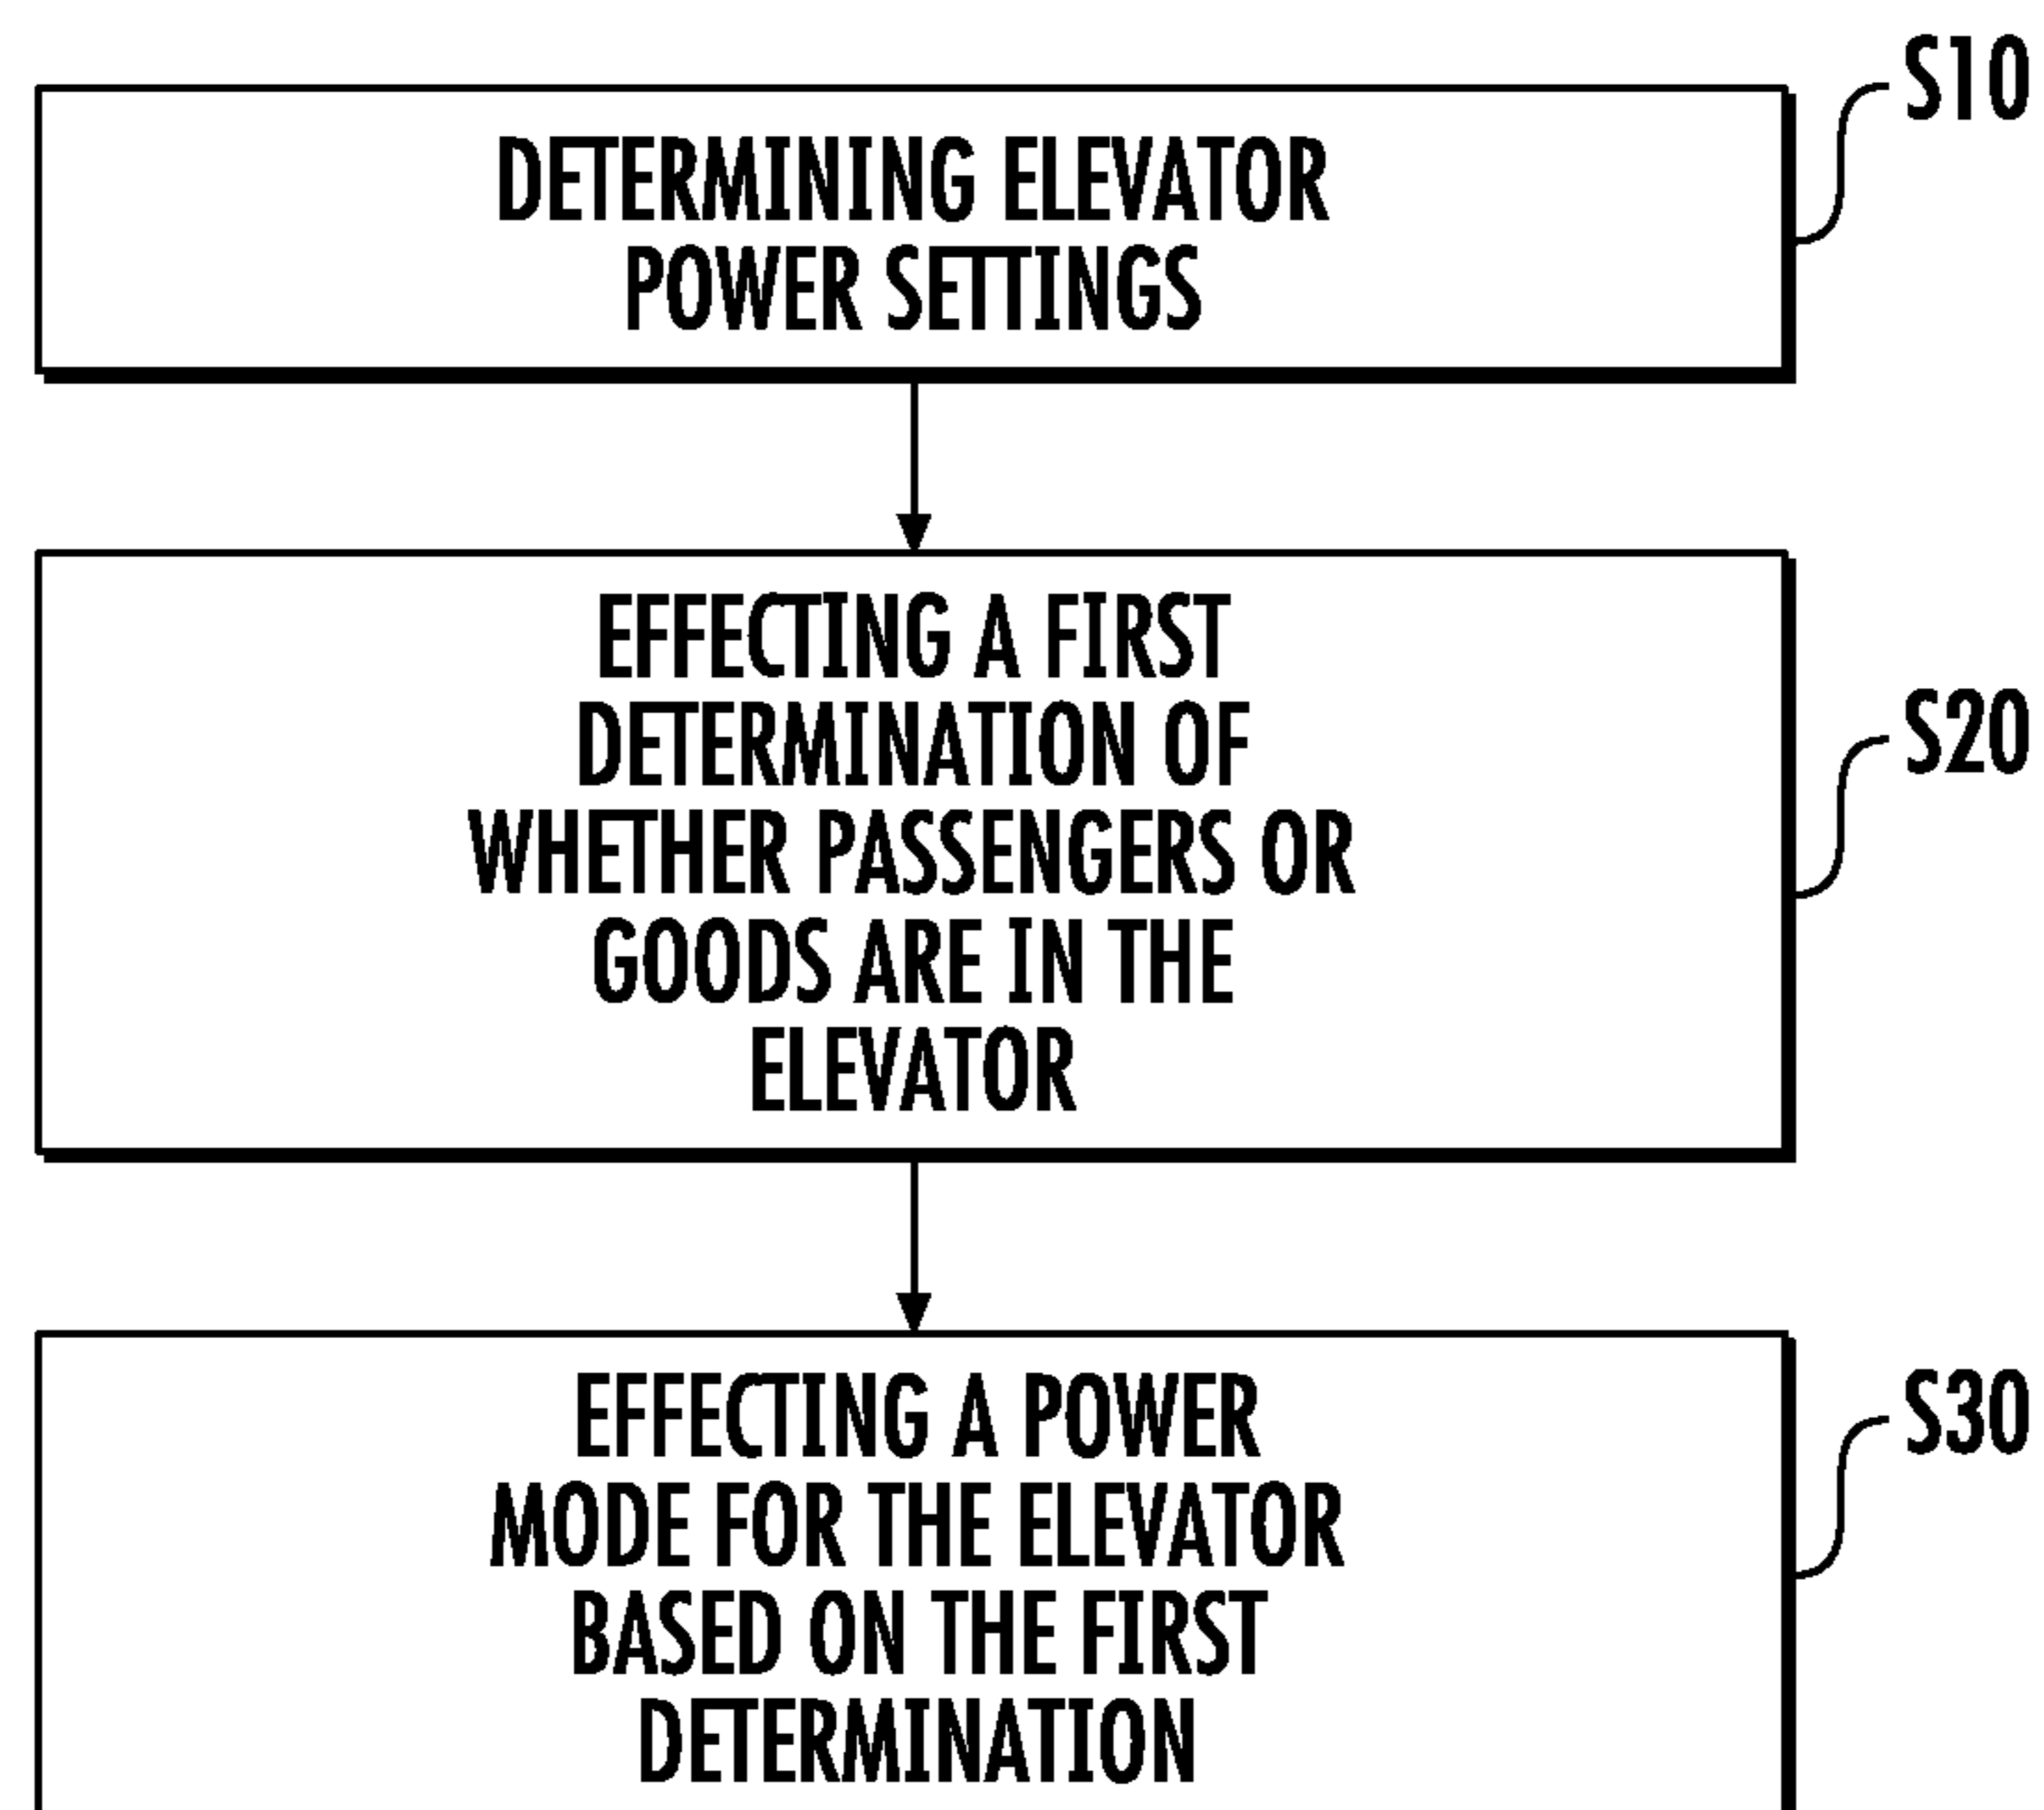 S10
DETERMINING ELEVATOR
POWER SETTINGS
EFFECTING A FIRST
DETERMINATION OF
S20
WHETHER PASSENGERS OR
GOODS ARE IN THE
ELEVATOR
EFFECTING A POWER
S30
MODE FOR THE ELEVATOR
BASED ON THE FIRST
DETERMINATION